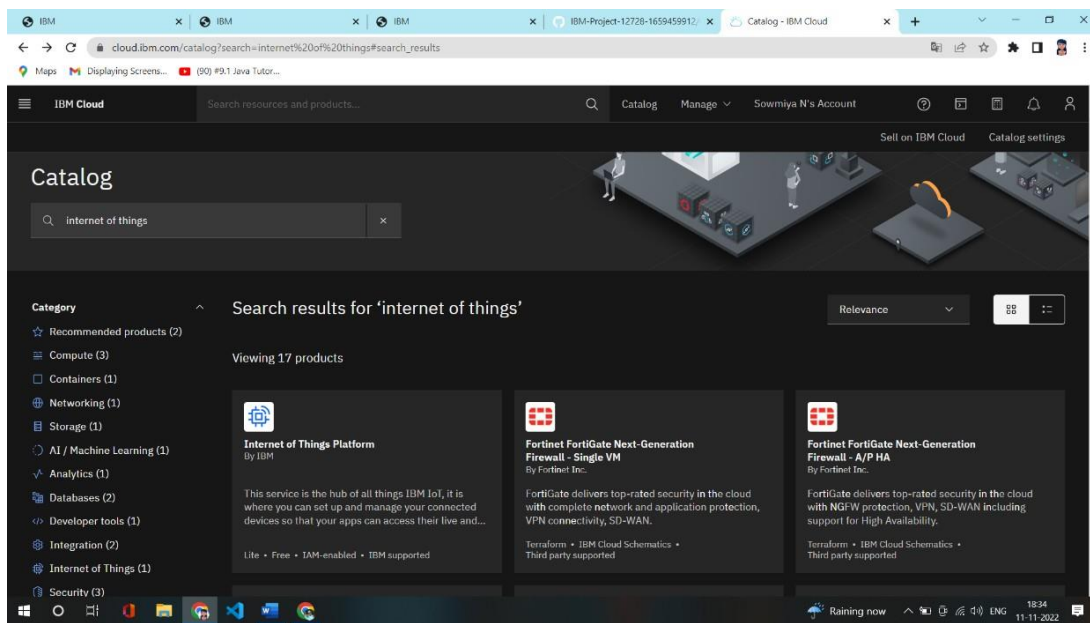 IBM
IBM
IBM
IBM-Project-12728-1659459912/
Catalog - IBM Cloud
cloud.ibm.com/catalog?search=internet%20of%20things#search_results
Maps
Displaying Screens...
(90) #9.1 Java Tutor...
IBM Cloud
Search resources and products...
Catalog
Manage
Sowmiya N's Account
Sell on IBM Cloud
Catalog settings
Catalog
internet of things
Category
Recommended products (2)
Compute (3)
Containers (1)
Networking (1)
Storage (1)
AI / Machine Learning (1)
Analytics (1)
Databases (2)
Developer tools (1)
Integration (2)
Internet of Things (1)
Security (3)
Search results for ‘internet of things’
Relevance
Viewing 17 products
Internet of Things Platform
By IBM
This service is the hub of all things IBM IoT, it is
where you can set up and manage your connected
devices so that your apps can access their live and...
Lite • Free • IAM-enabled • IBM supported
Fortinet FortiGate Next-Generation
Firewall - Single VM
By Fortinet Inc.
FortiGate delivers top-rated security in the cloud
with complete network and application protection,
VPN connectivity, SD-WAN.
Terraform • IBM Cloud Schematics •
Third party supported
Fortinet FortiGate Next-Generation
Firewall - A/P HA
By Fortinet Inc.
FortiGate delivers top-rated security in the cloud
with NGFW protection, VPN, SD-WAN including
support for High Availability.
Terraform • IBM Cloud Schematics •
Third party supported
Raining now
ENG
18:34
11-11-2022